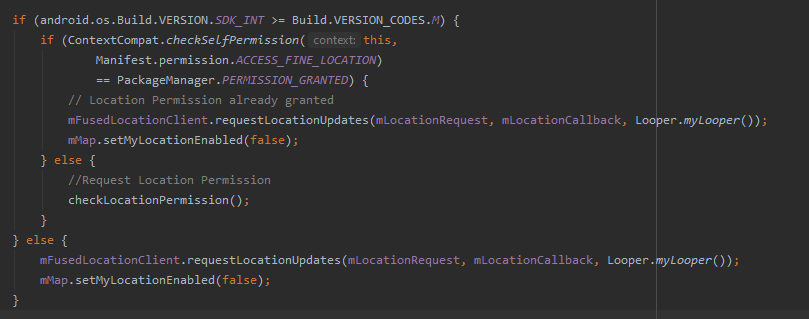 if (android.os.Build.VERSION.SDK_INT >= Build.VERSION_CODES.M) {
if (ContextCompat.checkSelfPermission( context: this,
Manifest.permission.ACCESS_FINE_LOCATION)
== PackageManager.PERMISSION_GRANTED) {
// Location Permission already granted
mFusedLocationClient.requestLocationUpdates(mLocationRequest, mLocationCallback, Looper.myLooper());
mMap.setMyLocationEnabled(false);
} else {
//Request Location Permission
checkLocationPermission();
}
} else {
mFusedLocationClient.requestLocationUpdates(mLocationRequest, mLocationCallback, Looper.myLooper());
mMap.setMyLocationEnabled(false);
}